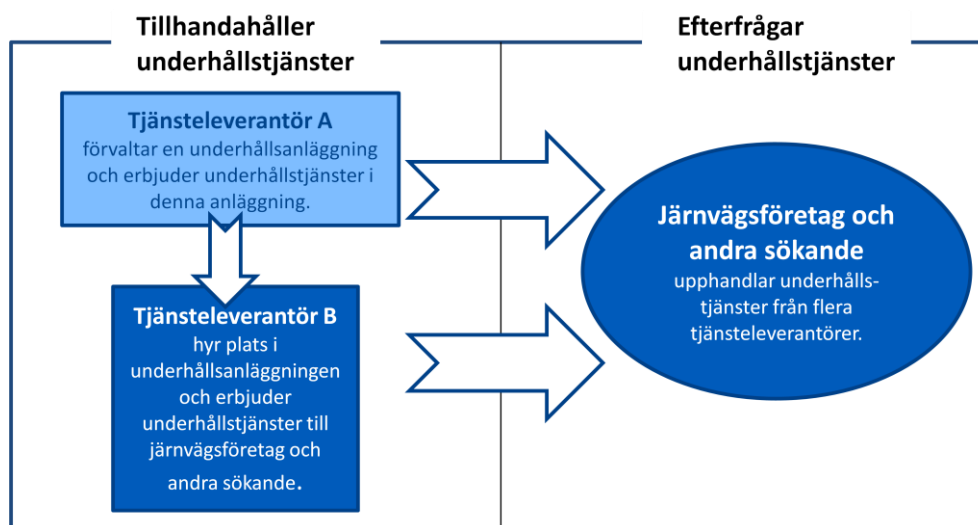 Tillhandahåller
underhållstjänster
Efterfrågar
underhållstjänster
Tjänsteleverantör A
förvaltar en underhållsanläggning
och erbjuder underhållstjänster i
denna anläggning.
Tjänsteleverantör B
hyr plats i
underhållsanläggningen
och erbjuder
underhållstjänster till
järnvägsföretag och
andra sökande.
Järnvägsföretag och
andra sökande
upphandlar underhålls-
tjänster från flera
tjänsteleverantörer.